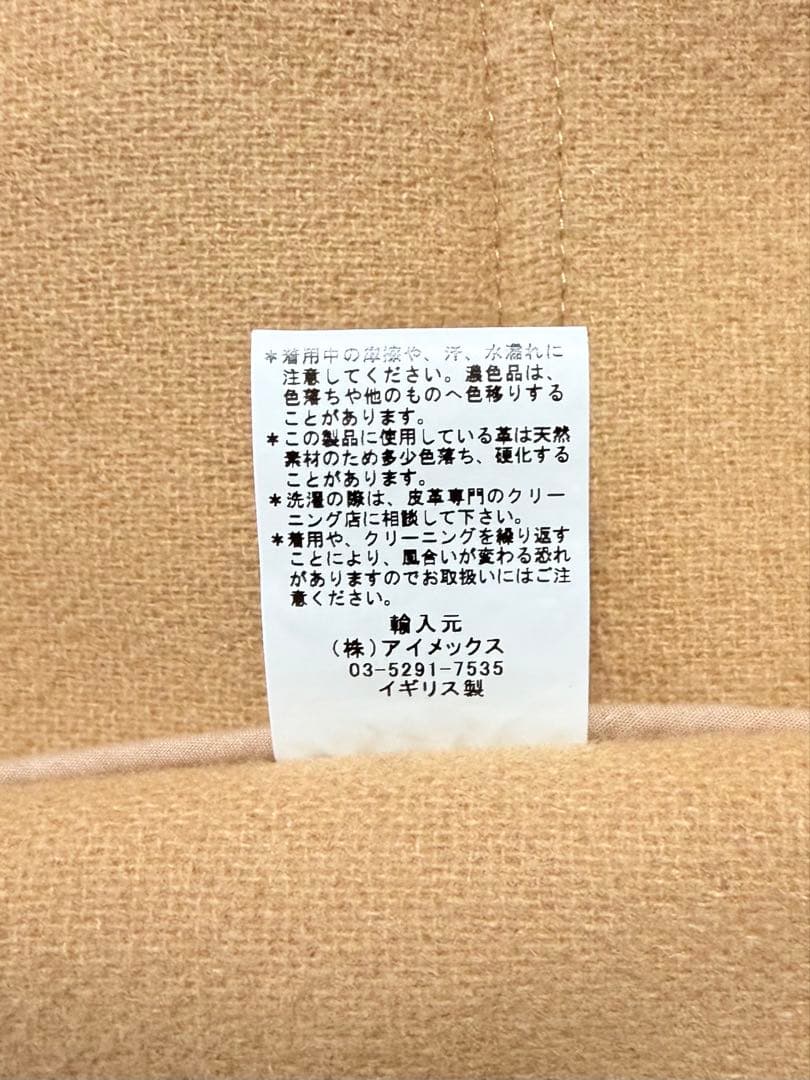 ＊着用中の摩擦や、汗、水濡れに
注意してください。濃色品は、
色落ちや他のものへ色移りする
ことがあります。
＊この製品に使用している革は天然
素材のため多少色落ち、硬化する
ことがあります。
＊洗濯の際は、皮革専門のクリー
ニング店に相談して下さい。
＊着用や、クリーニングを繰り返す
ことにより、風合いが変わる恐れ
がありますのでお取扱いにはご注
意ください。
輸入元
（株）アイメックス
03-5291-7535
イギリス製